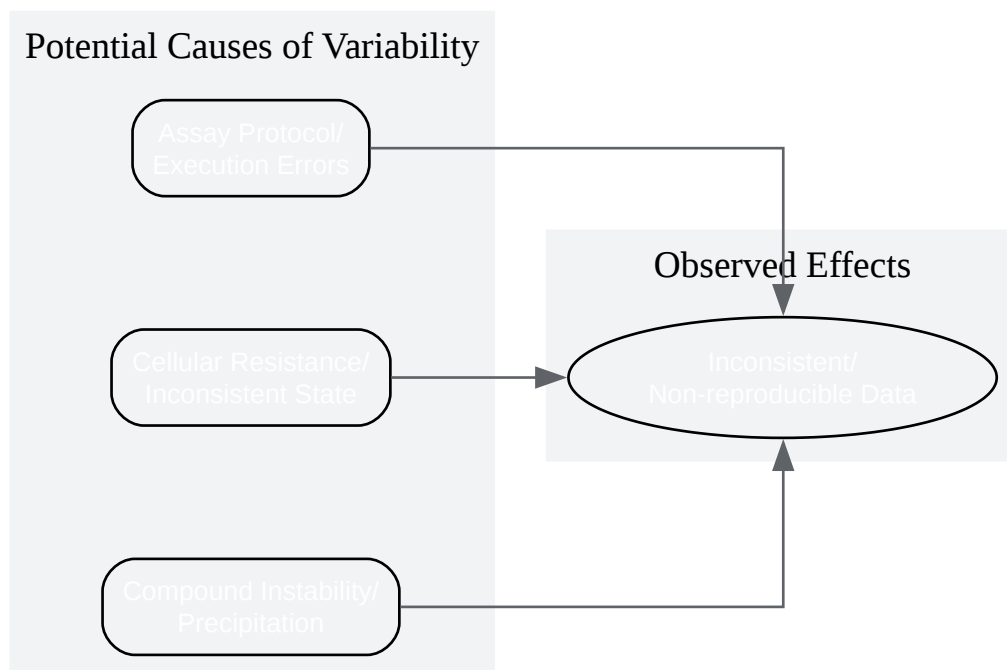 Potential Causes of Variability
Assay Protocol/
Execution Errors
Observed Effects
Cellular Resistance/
Inconsistent State
Inconsistent/
Non-reproducible Data
Compound Instability/
Precipitation